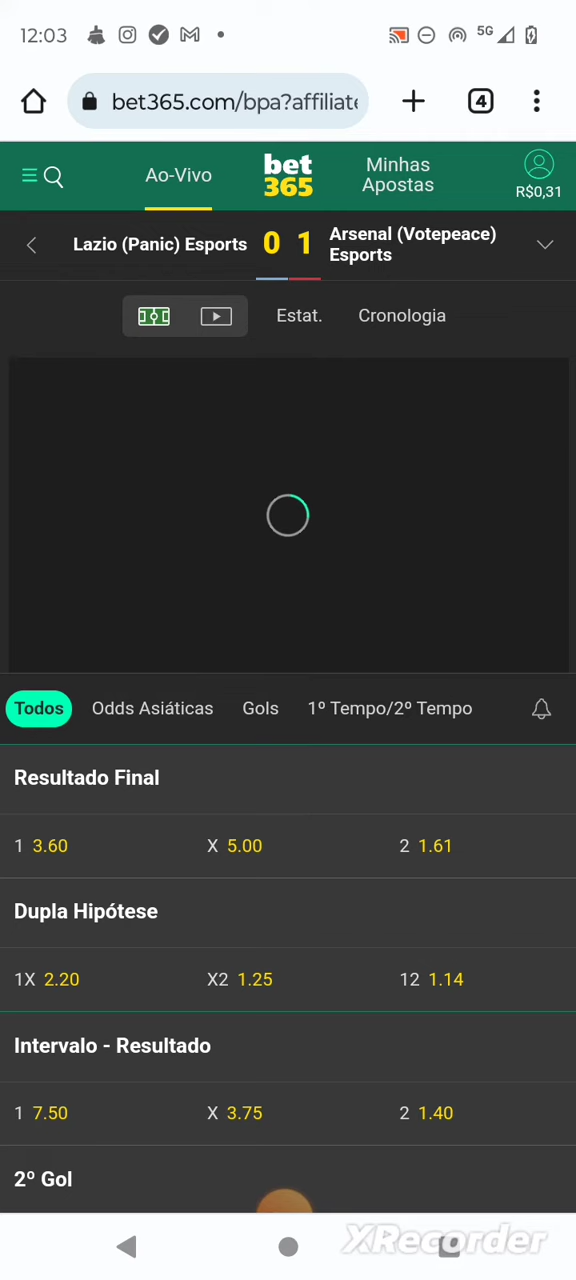 12:03 5G
bet365.com/bpa?affiliate 4
Ao-Vivo bet365 Minhas Apostas R$0,31
Lazio (Panic) Esports 0 1 Arsenal (Votepeace) Esports
Estat. Cronologia
Todos Odds Asiáticas Gols 1º Tempo/2º Tempo
Resultado Final
1 3.60 X 5.00 2 1.61
Dupla Hipótese
1X 2.20 X2 1.25 12 1.14
Intervalo - Resultado
1 7.50 X 3.75 2 1.40
2º Gol
XRecorder